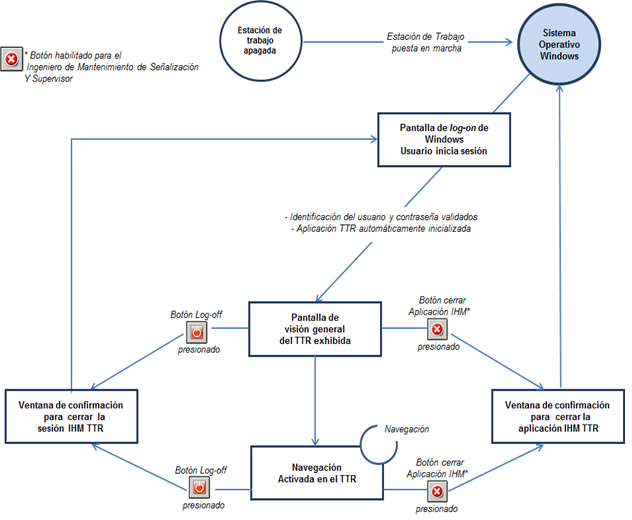 Estación de
trabajo
apagada
Estación de Trabajo
puesta en marcha
Sistema
Operativo
Windows
* Botón habilitado para el
Ingeniero de Mantenimiento de Señalización
Y Supervisor
Pantalla de log-on de
Windows
Usuario inicia sesión
- Identificación del usuario y contraseña validados
- Aplicación TTR automáticamente inicializada
Botón Log-off
presionado
Pantalla de
visión general
del TTR exhibida
Botón cerrar
Aplicación IHM*
presionado
Ventana de confirmación
para cerrar la
sesión IHM TTR
Ventana de confirmación
para cerrar la
aplicación IHM TTR
Navegación
Botón Log-off
presionado
Navegación
Activada en el TTR
Botón cerrar
Aplicación IHM*
presionado